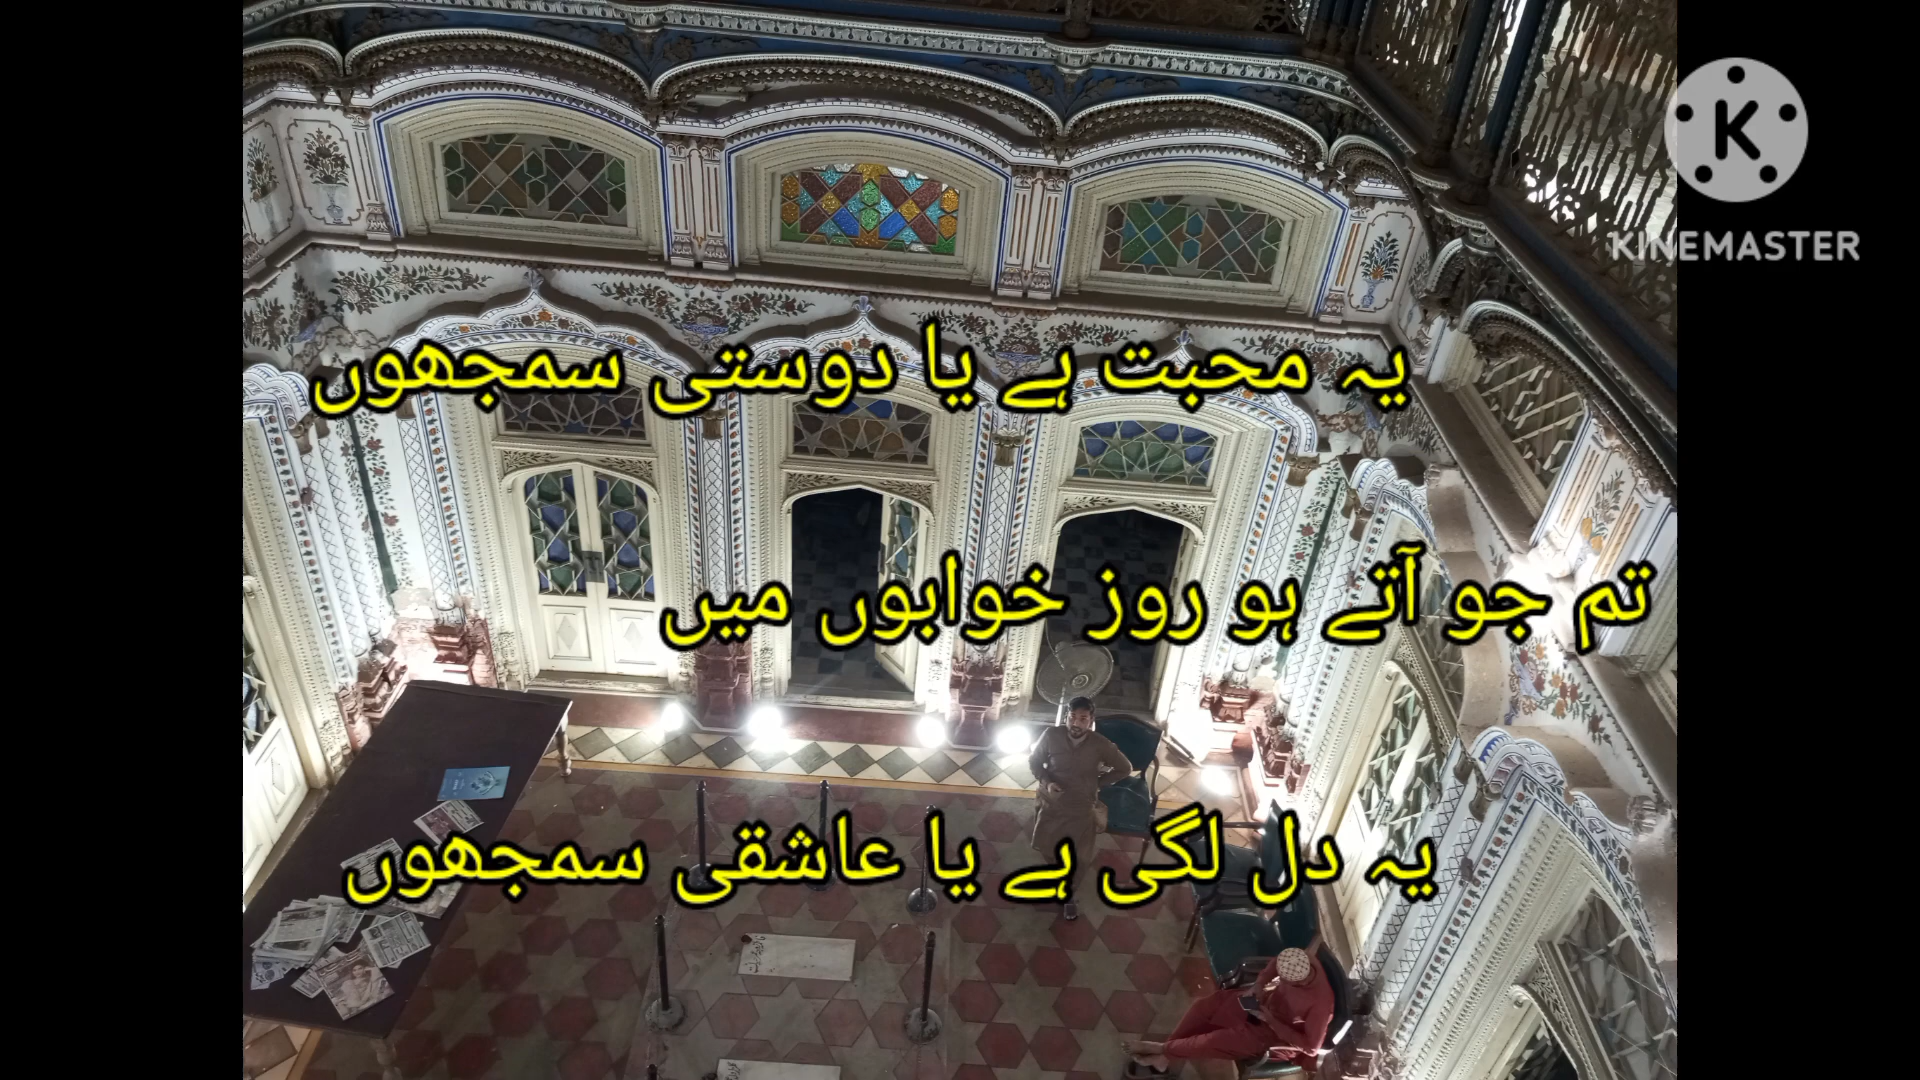 KINEMASTER
یہ محبت ہے یا دوستی سمجھوں
تم جو آتے ہو روز خوابوں میں
یہ دل لگی ہے یا عاشقی سمجھوں